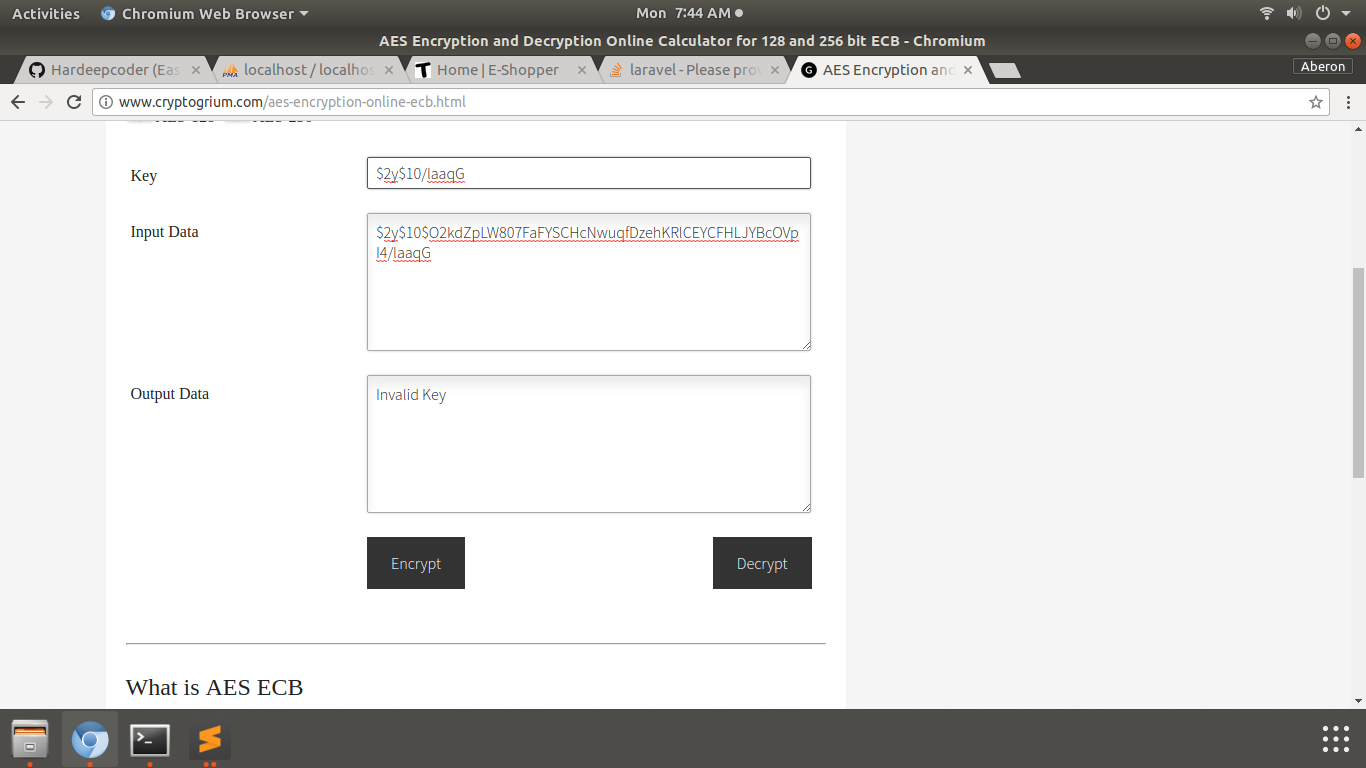 Activities Chromium Web Browser Mon 7:44 AM
AES Encryption and Decryption Online Calculator for 128 and 256 bit ECB - Chromium
Hardeepcoder (Eas localhost / localhos Home | E-Shopper laravel - Please prov AES Encryption and Aberon
www.cryptogrium.com/aes-encryption-online-ecb.html
Key
$2y$10/laaqG
Input Data
$2y$10$O2kdZpLW807FaFYSCHcNwuqfDzehKRlCEYCFHLJYBcOVp
I4/laaqG
Output Data
Invalid Key
Encrypt Decrypt
What is AES ECB